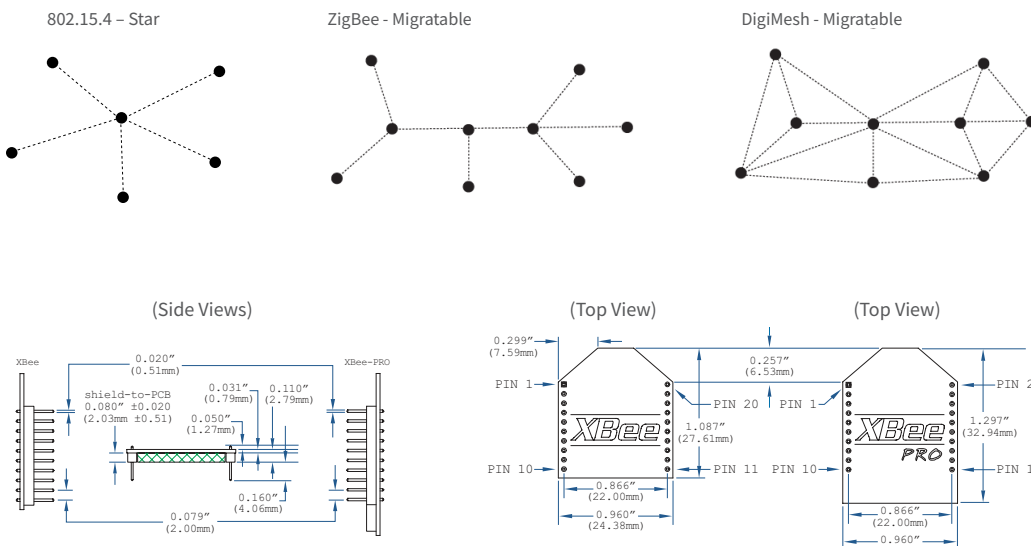 802.15.4 – Star
ZigBee - Migratable
DigiMesh - Migratable
(Side Views)
(Top View)
(Top View)
XBee
0.020″
(0.51mm)
XBee-PRO
shield-to-PCB
0.080″ ±0.020
(2.03mm ±0.51)
0.031″
(0.79mm)
0.110″
(2.79mm)
0.050″
(1.27mm)
0.160″
(4.06mm)
0.079″
(2.00mm)
0.299″
(7.59mm)
0.257″
(6.53mm)
PIN 1
PIN 20
PIN 1
PIN 2
1.087″
(27.61mm)
1.297″
(32.94mm)
XBee
XBee
PRO
PIN 10
PIN 11
PIN 10
PIN 1
0.866″
(22.00mm)
0.960″
(24.38mm)
0.866″
(22.00mm)
0.960″